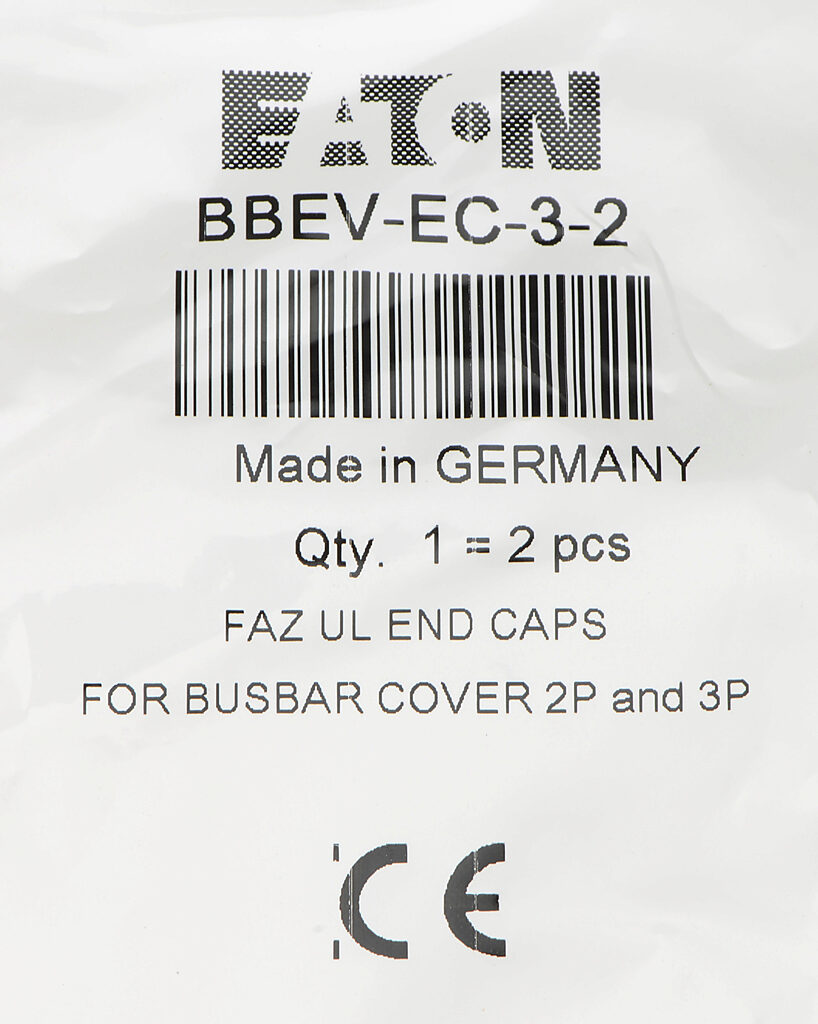 EATON
BBEV-EC-3-2
Made in GERMANY
Qty. 1 = 2 pcs
FAZ UL END CAPS
FOR BUSBAR COVER 2P and 3P
CE